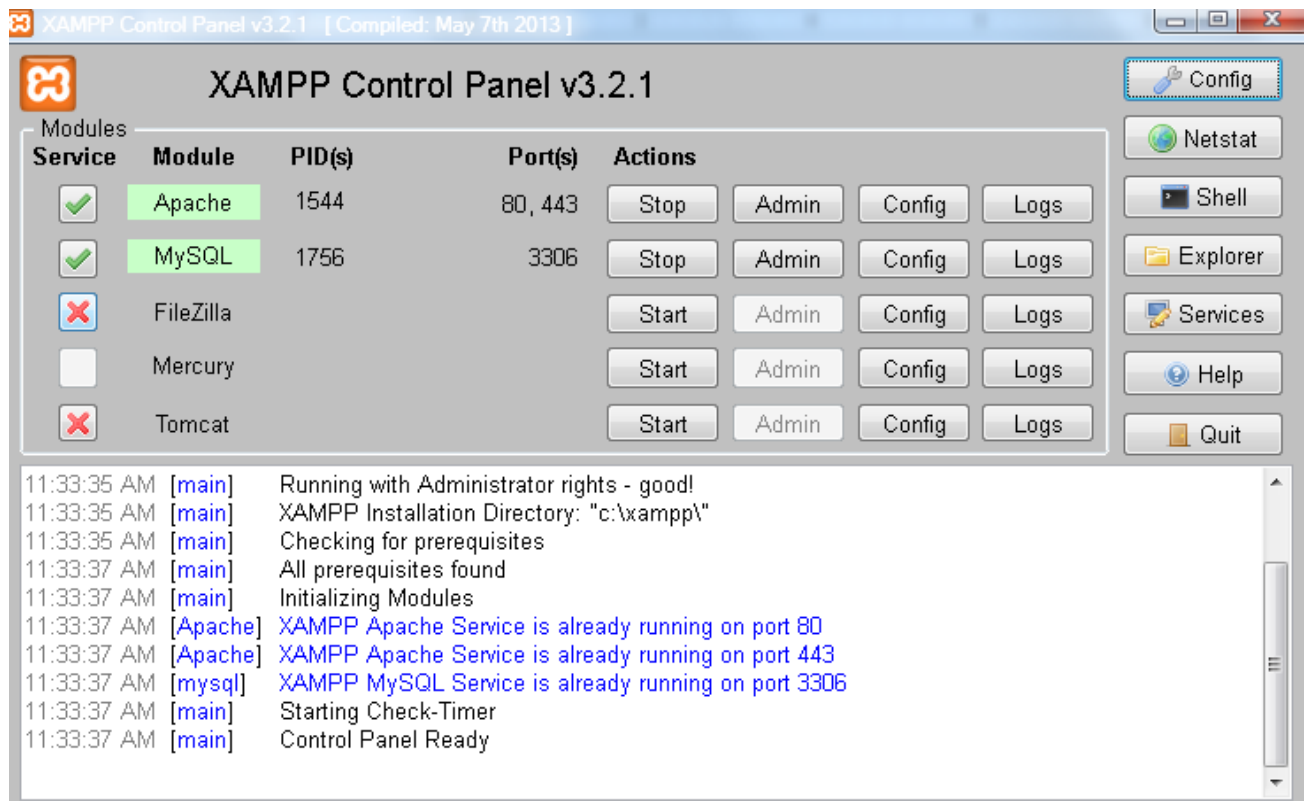 XAMPP Control Panel v3.2.1 [ Compiled: May 7th 2013 ]
XAMPP Control Panel v3.2.1
Config
Modules
Service Module PID(s) Port(s) Actions
Netstat
Apache 1544 80, 443 Stop Admin Config Logs
Shell
MySQL 1756 3306 Stop Admin Config Logs
Explorer
FileZilla Start Admin Config Logs
Services
Mercury Start Admin Config Logs
Help
Tomcat Start Admin Config Logs
Quit
11:33:35 AM [main] Running with Administrator rights - good!
11:33:35 AM [main] XAMPP Installation Directory: "c:\xampp\"
11:33:35 AM [main] Checking for prerequisites
11:33:37 AM [main] All prerequisites found
11:33:37 AM [main] Initializing Modules
11:33:37 AM [Apache] XAMPP Apache Service is already running on port 80
11:33:37 AM [Apache] XAMPP Apache Service is already running on port 443
11:33:37 AM [mysql] XAMPP MySQL Service is already running on port 3306
11:33:37 AM [main] Starting Check-Timer
11:33:37 AM [main] Control Panel Ready